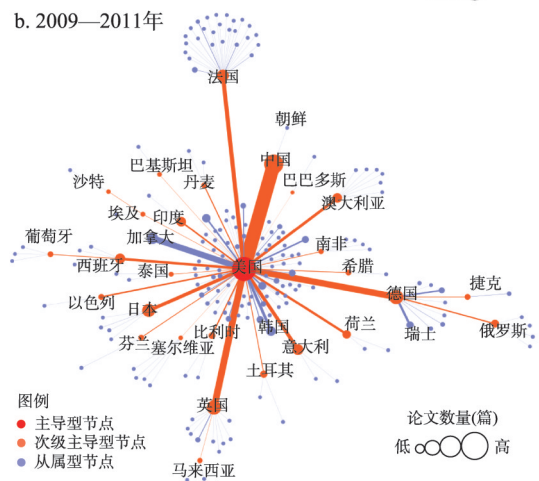 b. 2009—2011年
法国
朝鲜
中国
巴基斯坦
巴巴多斯
沙特
丹麦
澳大利亚
埃及
印度
葡萄牙
加拿大
南非
西班牙
泰国
美国
希腊
捷克
德国
以色列
日本
比利时
韩国
荷兰
瑞士
俄罗斯
芬兰
塞尔维亚
意大利
土耳其
英国
马来西亚
图例
主导型节点
次级主导型节点
从属型节点
论文数量(篇)
低 高